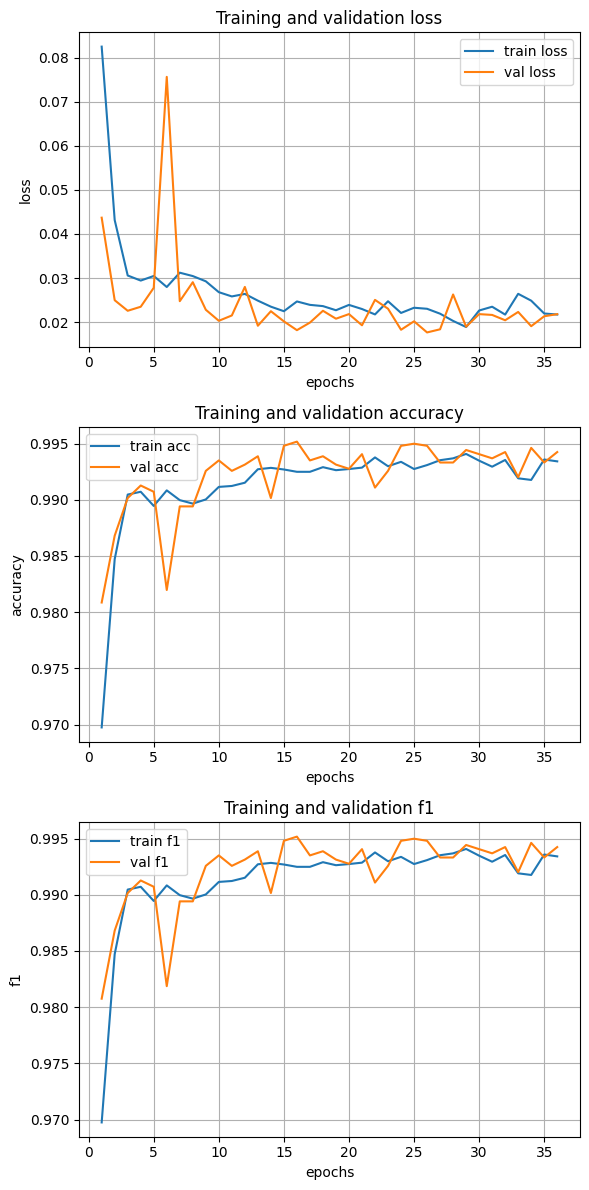 Training and validation loss
train loss
val loss
0.08
0.07
0.06
0.05
0.04
0.03
0.02
loss
0 5 10 15 20 25 30 35
epochs
Training and validation accuracy
train acc
val acc
0.995
0.990
0.985
0.980
0.975
0.970
accuracy
0 5 10 15 20 25 30 35
epochs
Training and validation f1
train f1
val f1
0.995
0.990
0.985
0.980
0.975
0.970
f1
0 5 10 15 20 25 30 35
epochs